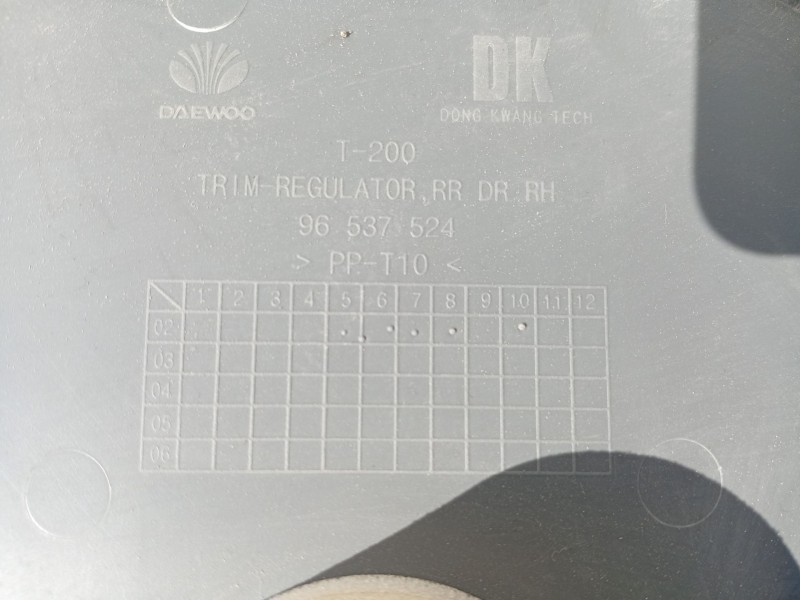 DAEWOO
DK
DONG KWANG TECH
T-200
TRIM-REGULATOR,RR DR RH
96 537 524
> PP-T10 <
1 2 3 4 5 6 7 8 9 10 11 12
02
03
04
05
06